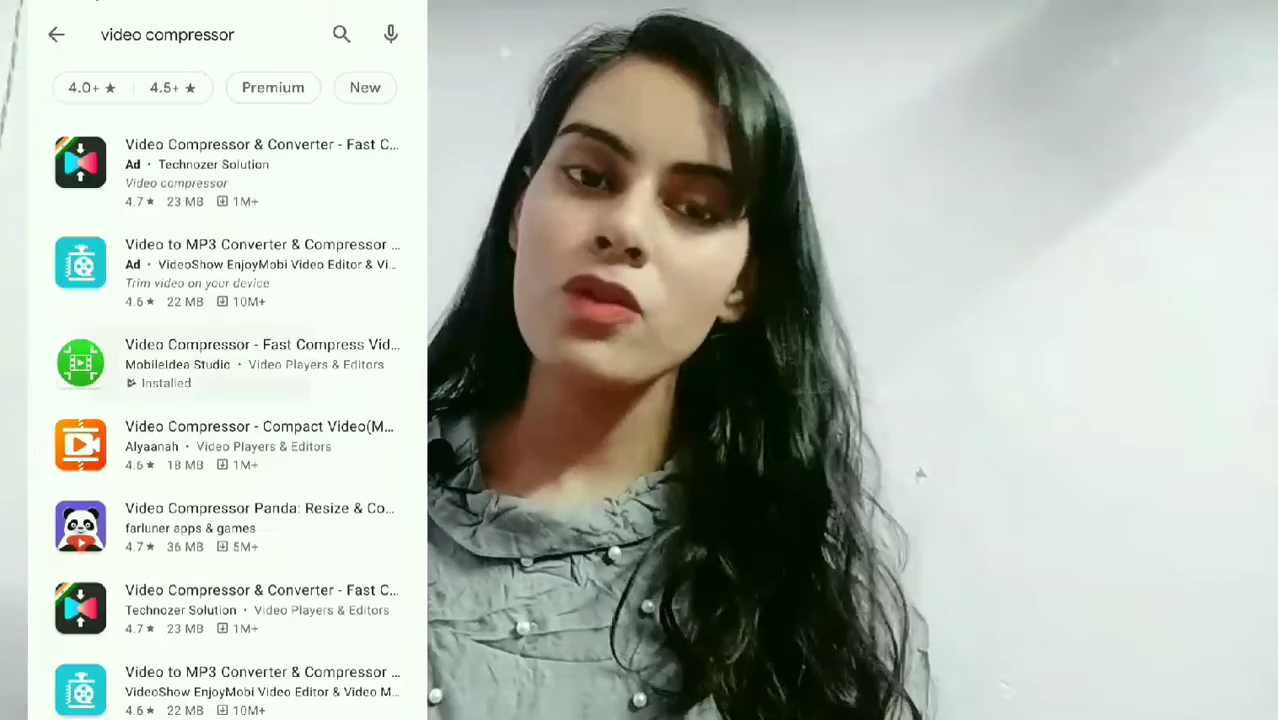 video compressor
4.0+ ★ 4.5+ ★ Premium New
Video Compressor & Converter - Fast C...
Ad • Technozer Solution
Video compressor
4.7★ 23 MB 1M+
Video to MP3 Converter & Compressor ...
Ad • VideoShow EnjoyMobi Video Editor & Vi...
Trim video on your device
4.6★ 22 MB 10M+
Video Compressor - Fast Compress Vid...
MobileIdea Studio • Video Players & Editors
Installed
Video Compressor - Compact Video(M...
Alyaanah • Video Players & Editors
4.6★ 18 MB 1M+
Video Compressor Panda: Resize & Co...
farluner apps & games
4.7★ 36 MB 5M+
Video Compressor & Converter - Fast C...
Technozer Solution • Video Players & Editors
4.7★ 23 MB 1M+
Video to MP3 Converter & Compressor ...
VideoShow EnjoyMobi Video Editor & Video M...
4.6★ 22 MB 10M+